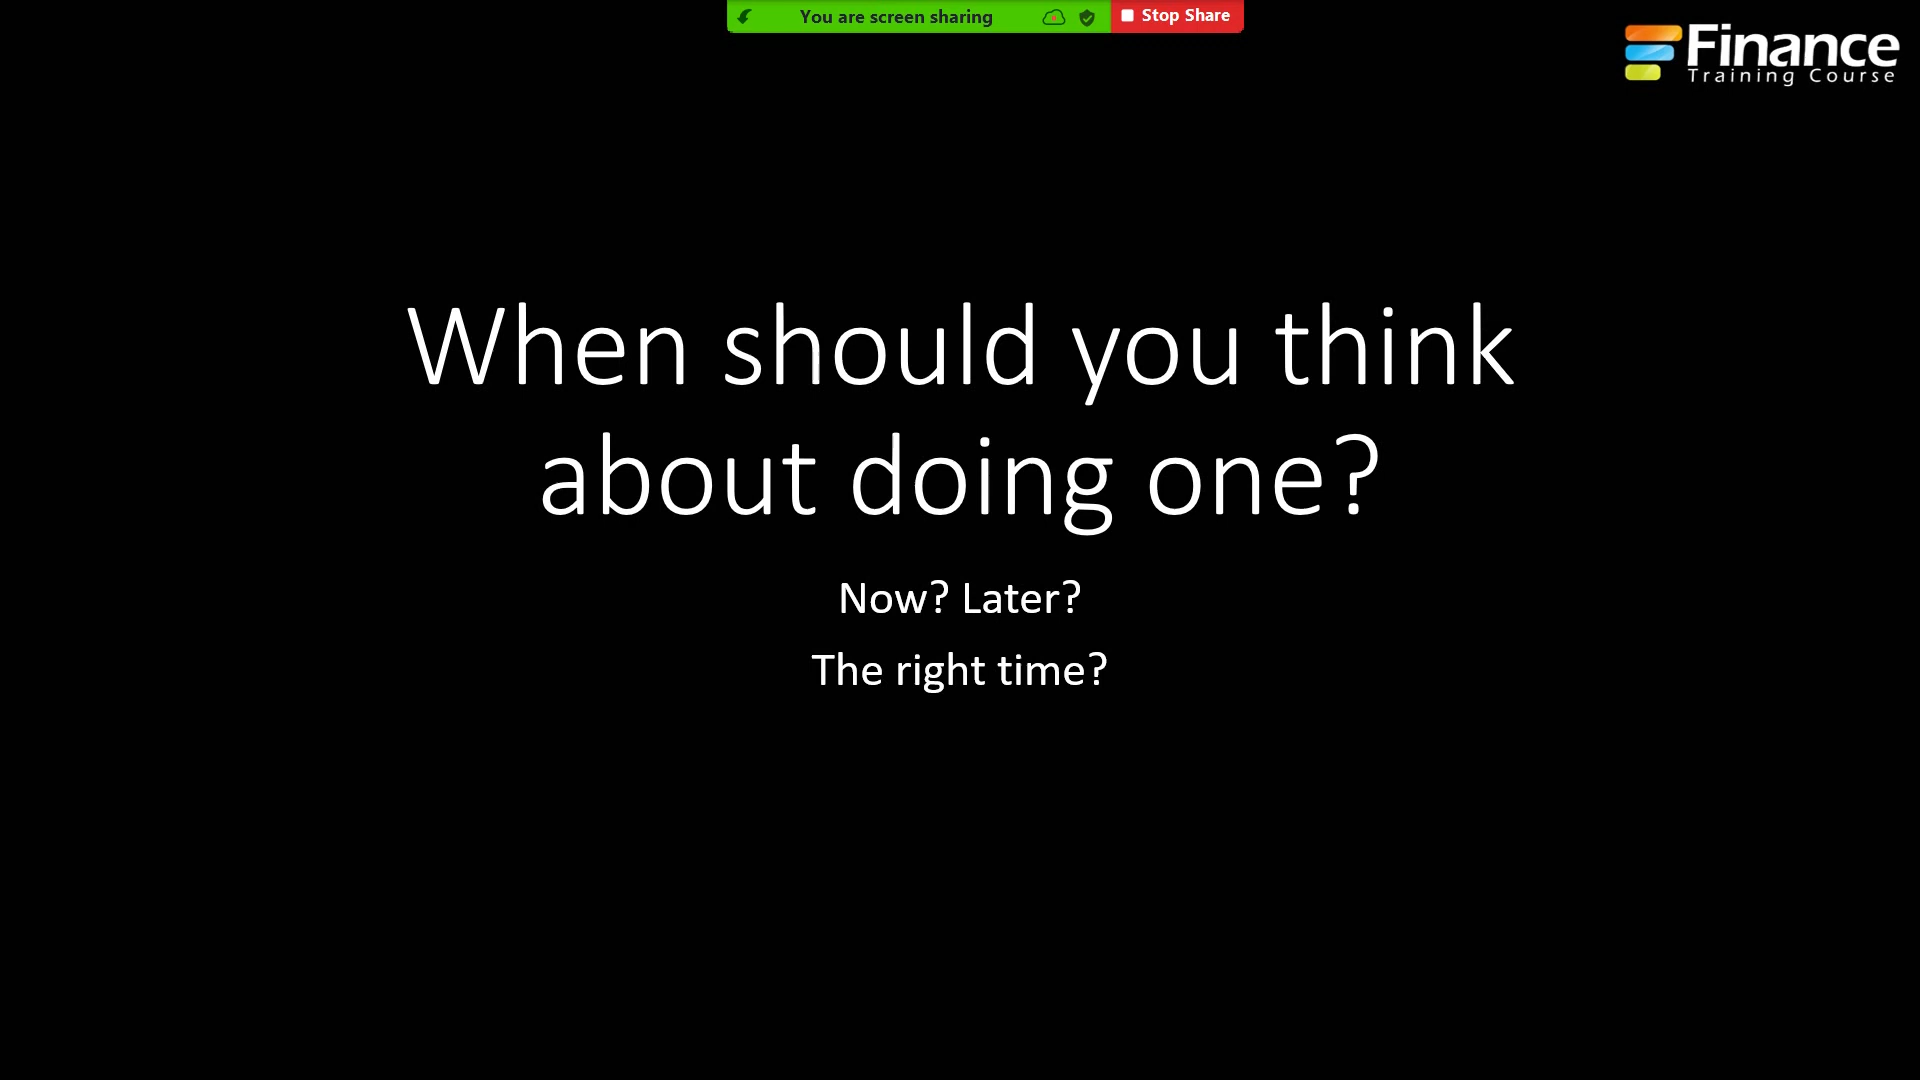 You are screen sharing
Stop Share
Finance
Training Course
When should you think
about doing one?
Now? Later?
The right time?